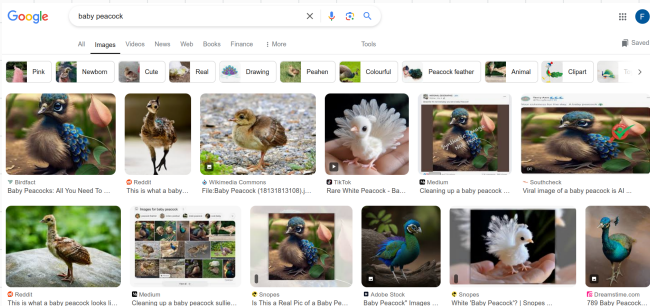 Google
baby peacock
F
All Images Videos News Web Books Finance More Tools
Saved
Pink Newborn Cute Real Drawing Peahen Colourful Peacock feather Animal Clipart
Birdfact
Baby Peacocks: All You Need To ...
Reddit
This is what a baby...
Wikimedia Commons
File:Baby Peacock (18131813108).j...
TikTok
Rare White Peacock - Ba...
Medium
Cleaning up a baby peacock ...
Southcheck
Viral image of a baby peacock is AI ...
Images for baby peacock
Reddit
This is what a baby peacock looks li...
Medium
Cleaning up a baby peacock sullie...
Snopes
Is This a Real Pic of a Baby Pe...
Adobe Stock
Baby Peacock" Images ...
Snopes
White 'Baby Peacock'? | Snopes ...
Dreamstime.com
789 Baby Peacock...